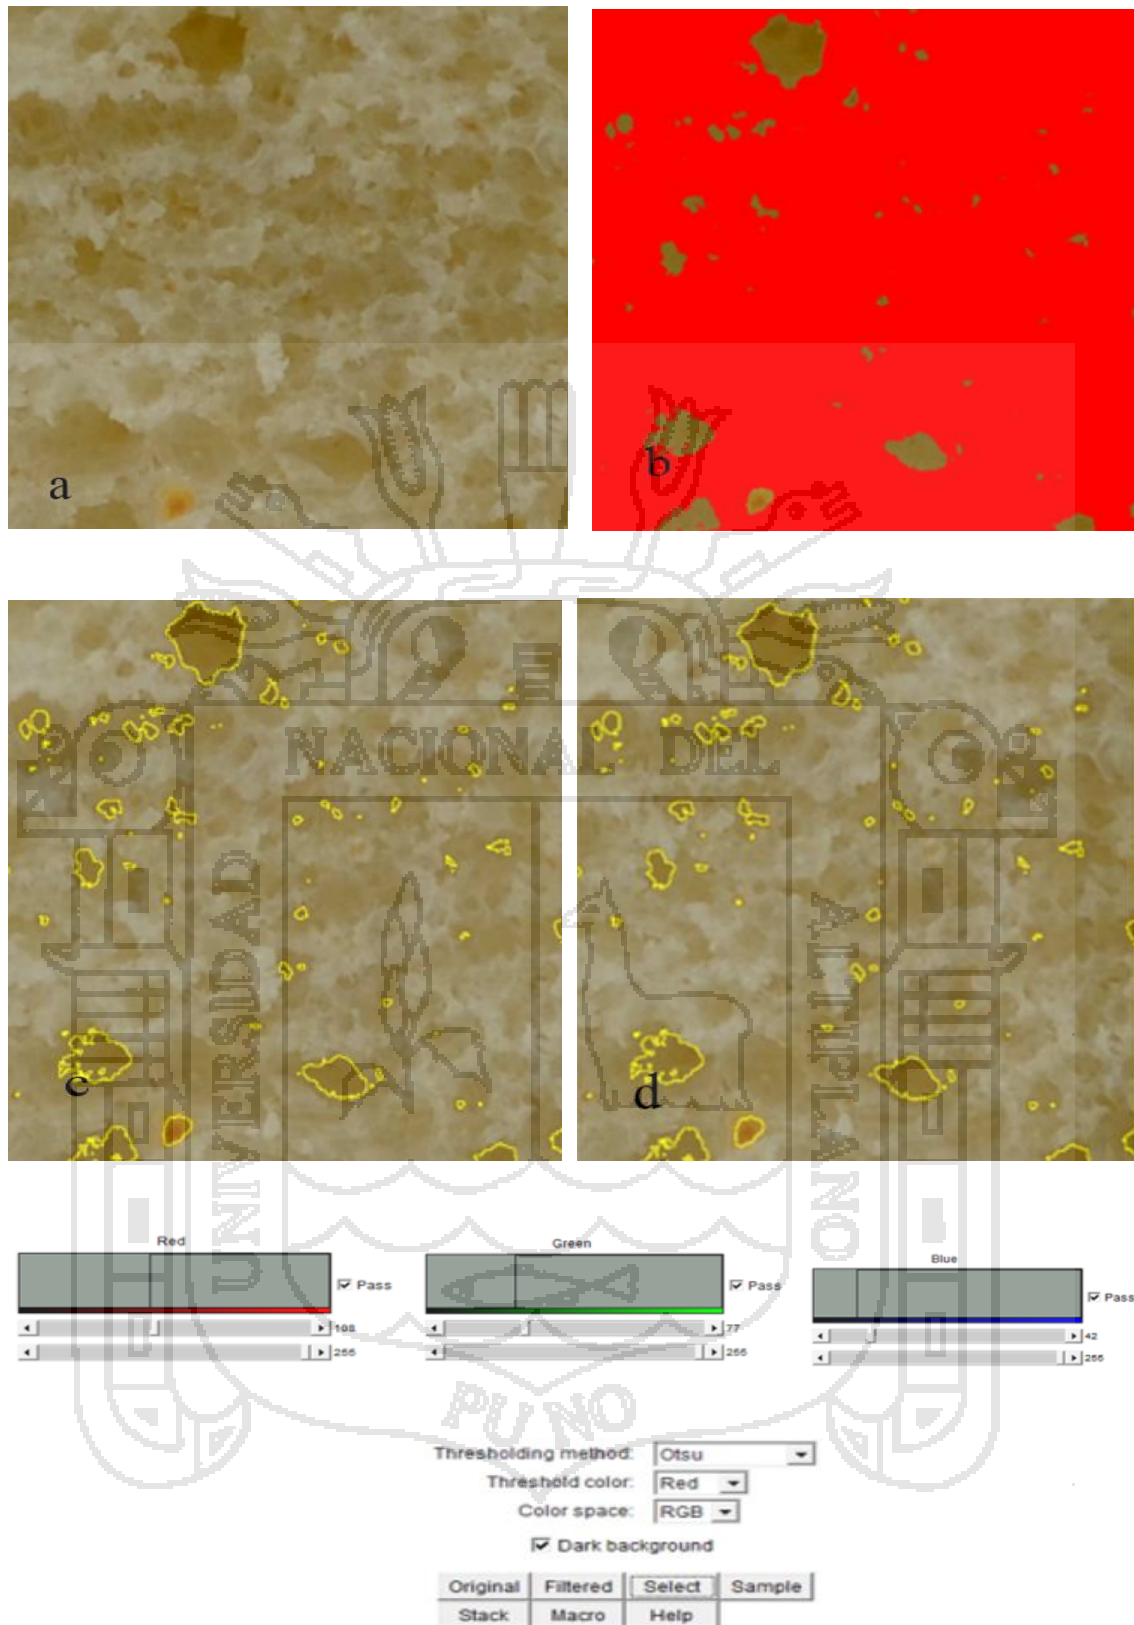 a
b
NACIONAL DEL
UNIVERSIDAD
ALTIPLANO
c
d
Red
Pass
108
255
Green
Pass
77
255
Blue
Pass
42
255
PUNO
Thresholding method: Otsu
Threshold color: Red
Color space: RGB
Dark background
Original Filtered Select Sample
Stack Macro Help